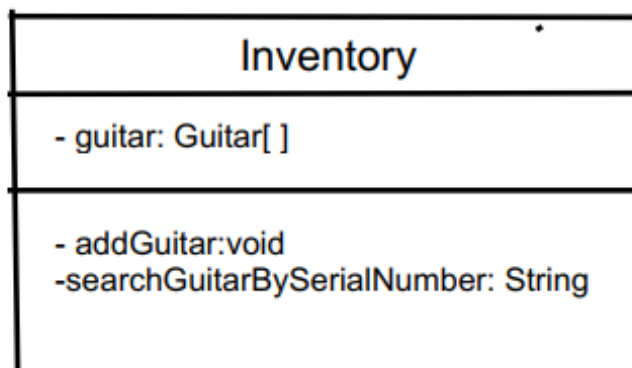 Inventory
- guitar: Guitar[ ]
- addGuitar:void
-searchGuitarBySerialNumber: String